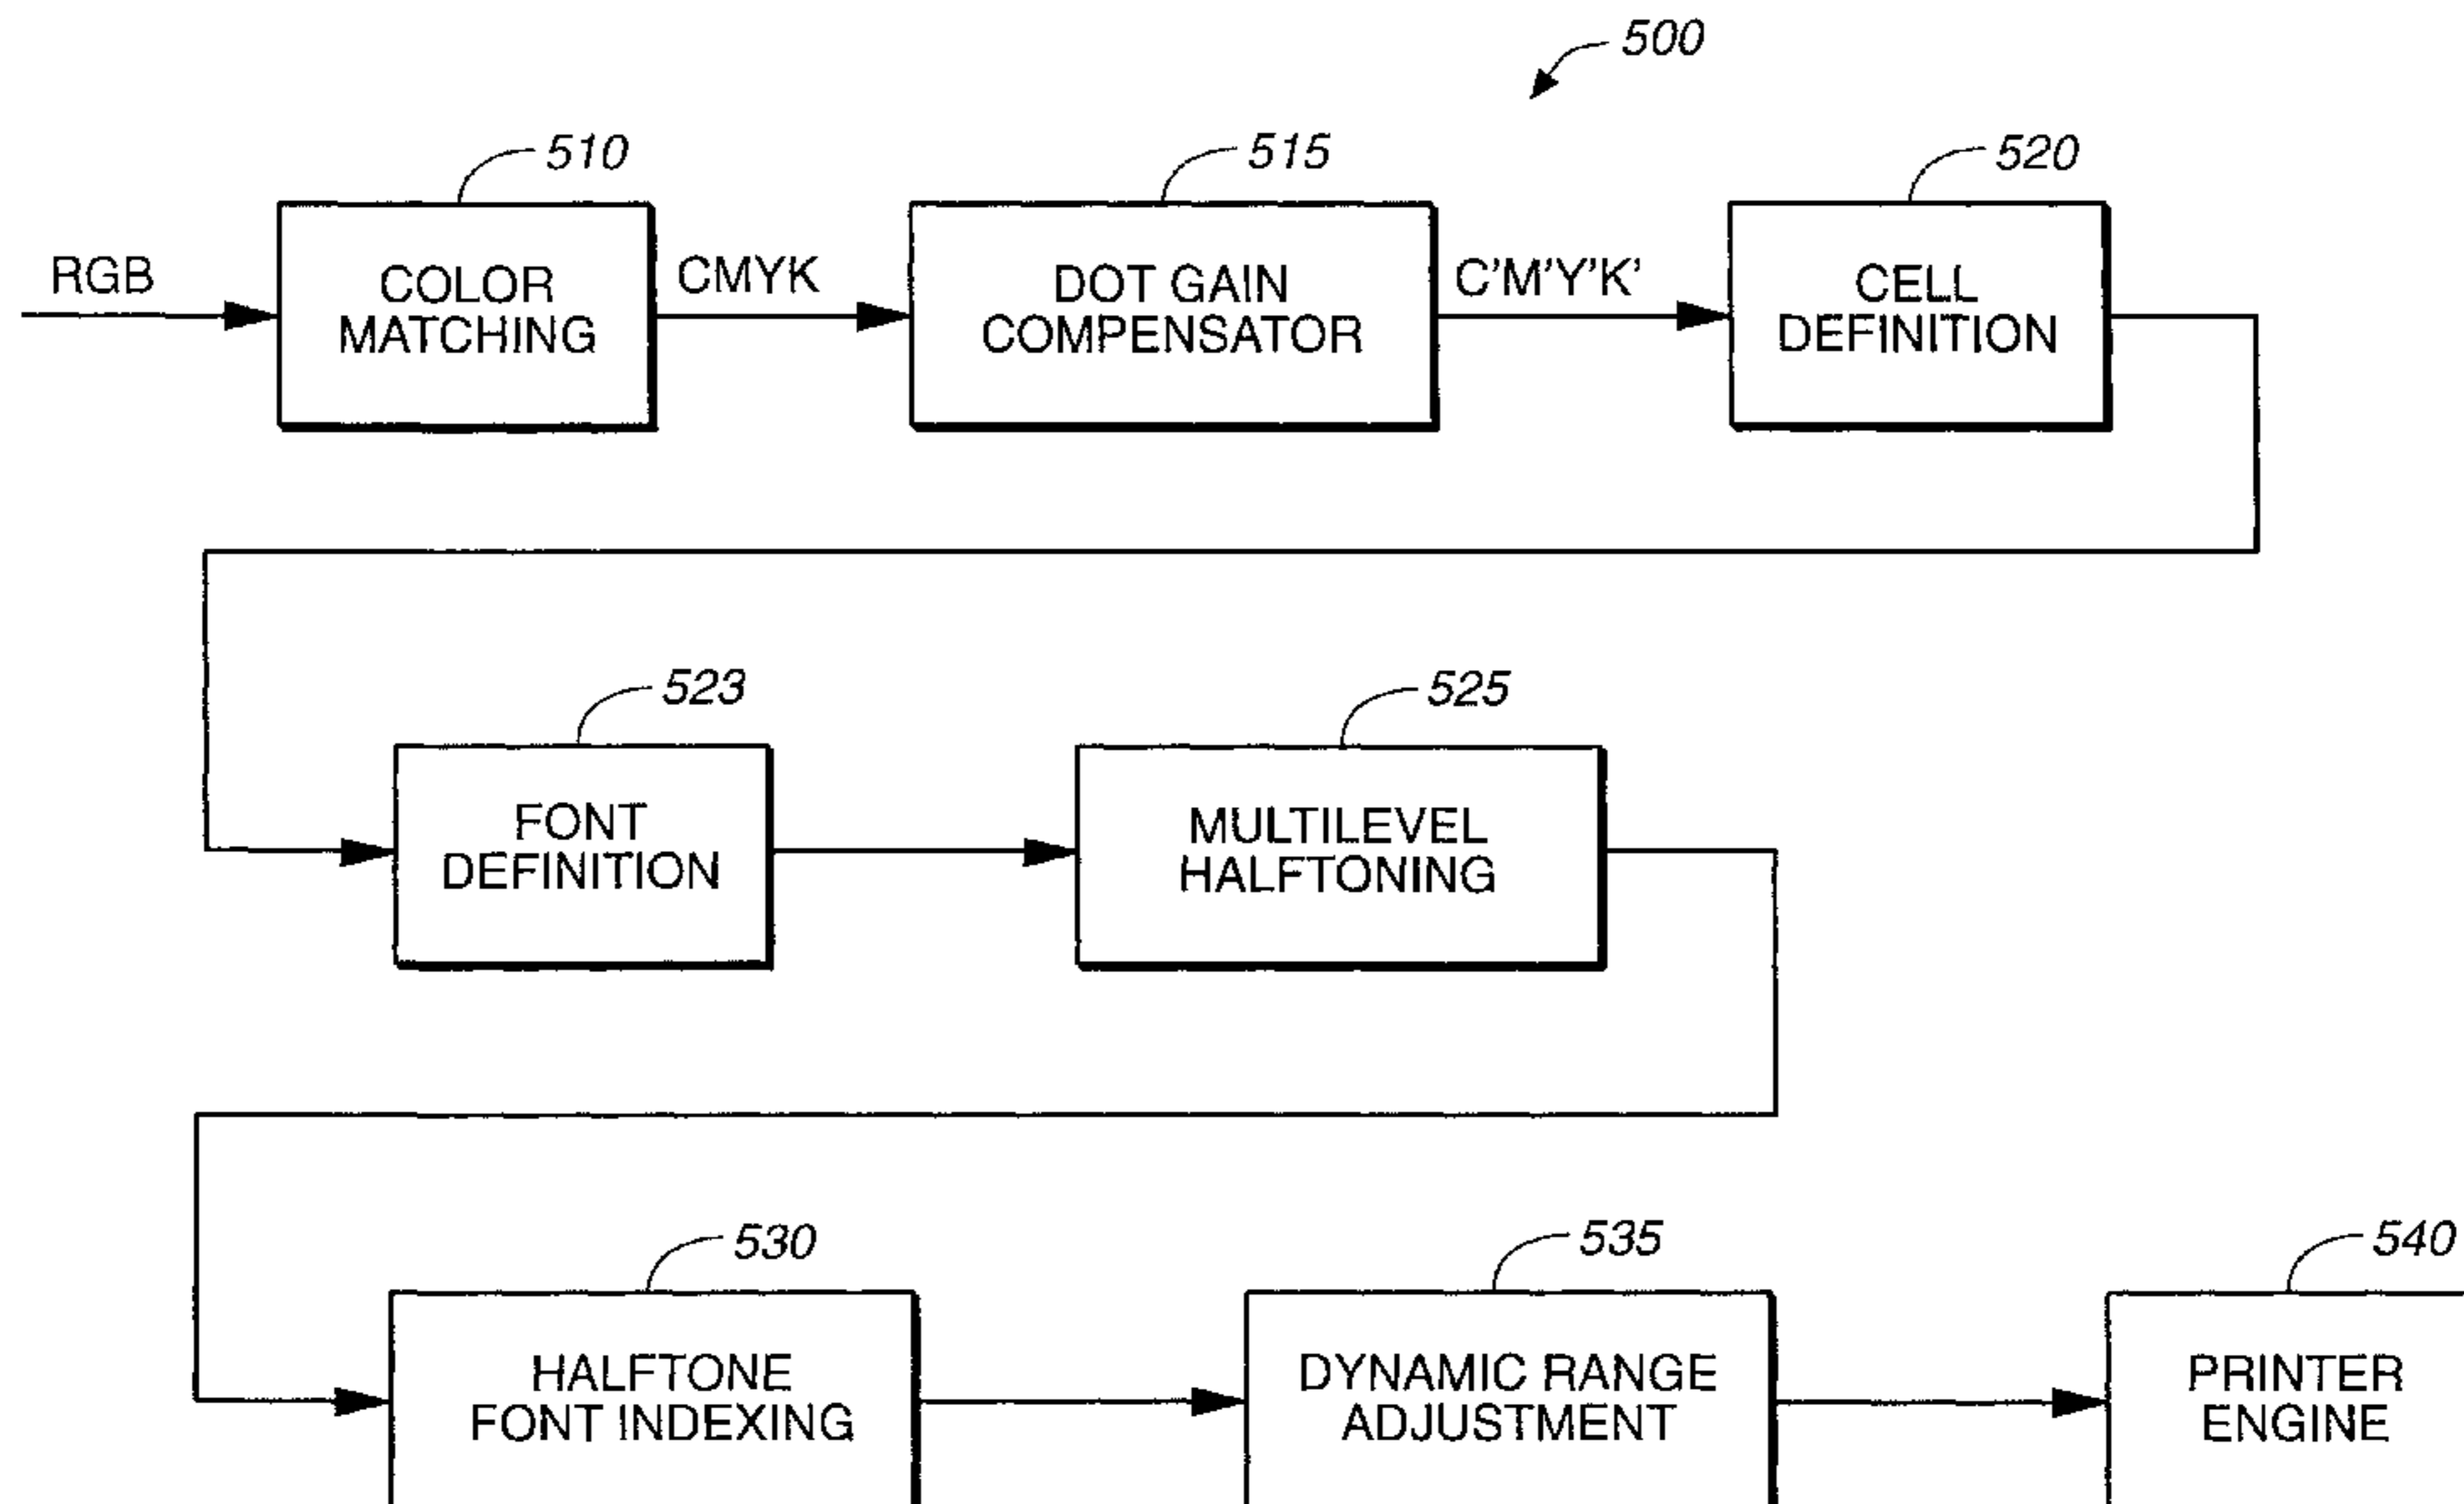 500
510
515
520
RGB
COLOR
MATCHING
CMYK
DOT GAIN
COMPENSATOR
C'M'Y'K'
CELL
DEFINITION
523
525
FONT
DEFINITION
MULTILEVEL
HALFTONING
530
535
540
HALFTONE
FONT INDEXING
DYNAMIC RANGE
ADJUSTMENT
PRINTER
ENGINE